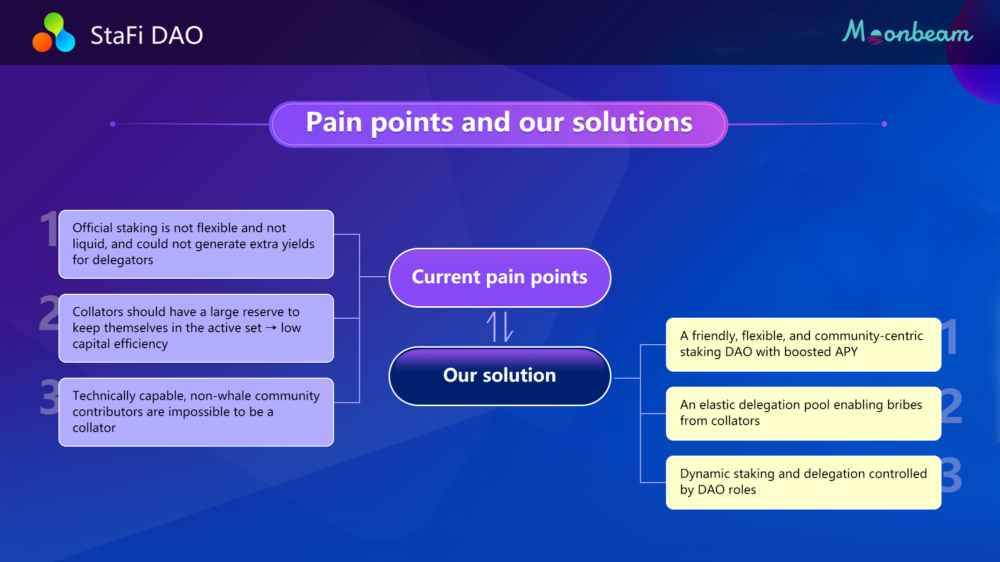 StaFi DAO
Moonbeam
Pain points and our solutions
1
Official staking is not flexible and not
liquid, and could not generate extra yields
for delegators
2
Collators should have a large reserve to
keep themselves in the active set → low
capital efficiency
3
Technically capable, non-whale community
contributors are impossible to be a
collator
Current pain points
Our solution
A friendly, flexible, and community-centric
staking DAO with boosted APY
1
An elastic delegation pool enabling bribes
from collators
2
Dynamic staking and delegation controlled
by DAO roles
3